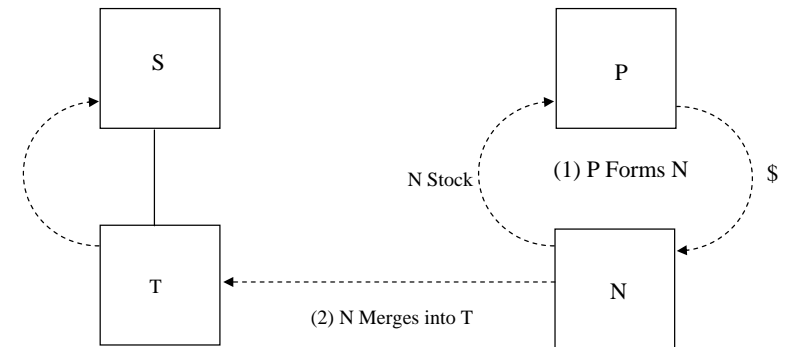 S
P
N Stock
(1) P Forms N
$
T
N
(2) N Merges into T